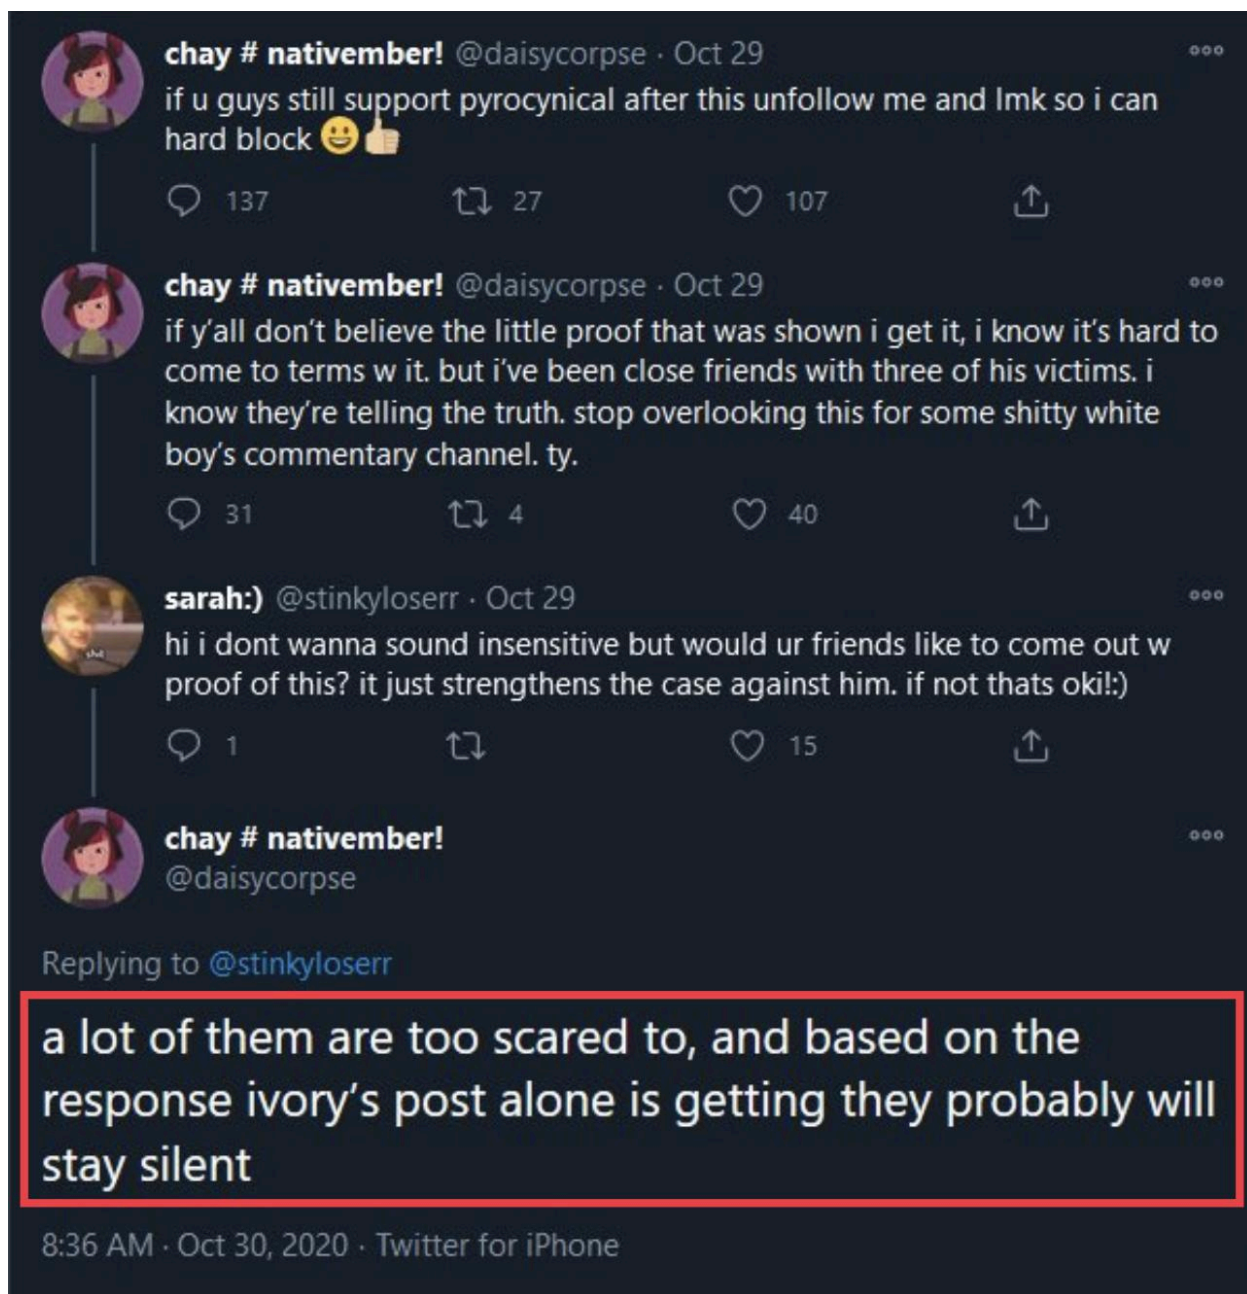 chay # nativember! @daisycorpse · Oct 29
if u guys still support pyrocynical after this unfollow me and lmk so i can
hard block 😀👍🏼
137 27 107
chay # nativember! @daisycorpse · Oct 29
if y'all don't believe the little proof that was shown i get it, i know it's hard to
come to terms w it. but i've been close friends with three of his victims. i
know they're telling the truth. stop overlooking this for some shitty white
boy's commentary channel. ty.
31 4 40
sarah:) @stinkyloserr · Oct 29
hi i dont wanna sound insensitive but would ur friends like to come out w
proof of this? it just strengthens the case against him. if not thats oki!:)
1 15
chay # nativember!
@daisycorpse
Replying to @stinkyloserr
a lot of them are too scared to, and based on the
response ivory's post alone is getting they probably will
stay silent
8:36 AM · Oct 30, 2020 · Twitter for iPhone